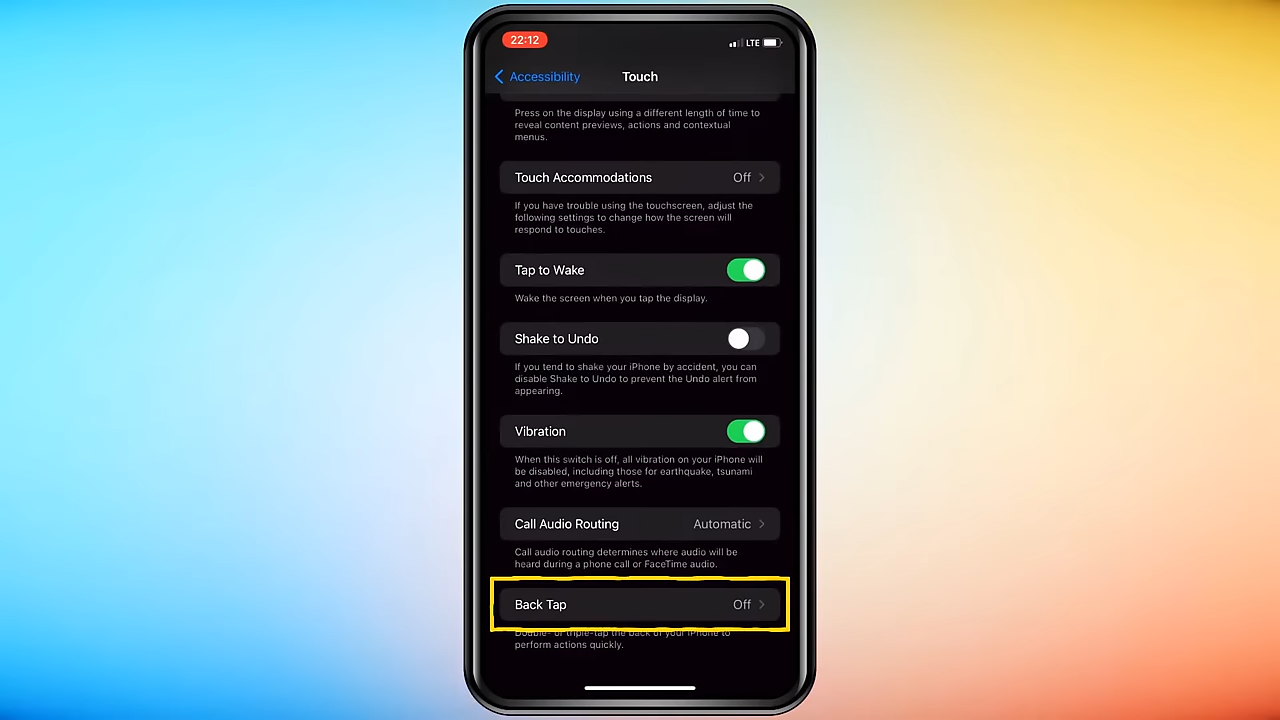 22:12
LTE
Accessibility
Touch
Press on the display using a different length of time to
reveal content previews, actions and contextual
menus.
Touch Accommodations Off
If you have trouble using the touchscreen, adjust the
following settings to change how the screen will
respond to touches.
Tap to Wake
Wake the screen when you tap the display.
Shake to Undo
If you tend to shake your iPhone by accident, you can
disable Shake to Undo to prevent the Undo alert from
appearing.
Vibration
When this switch is off, all vibration on your iPhone will
be disabled, including those for earthquake, tsunami
and other emergency alerts.
Call Audio Routing Automatic
Call audio routing determines where audio will be
heard during a phone call or FaceTime audio.
Back Tap Off
Double- or triple-tap the back of your iPhone to
perform actions quickly.